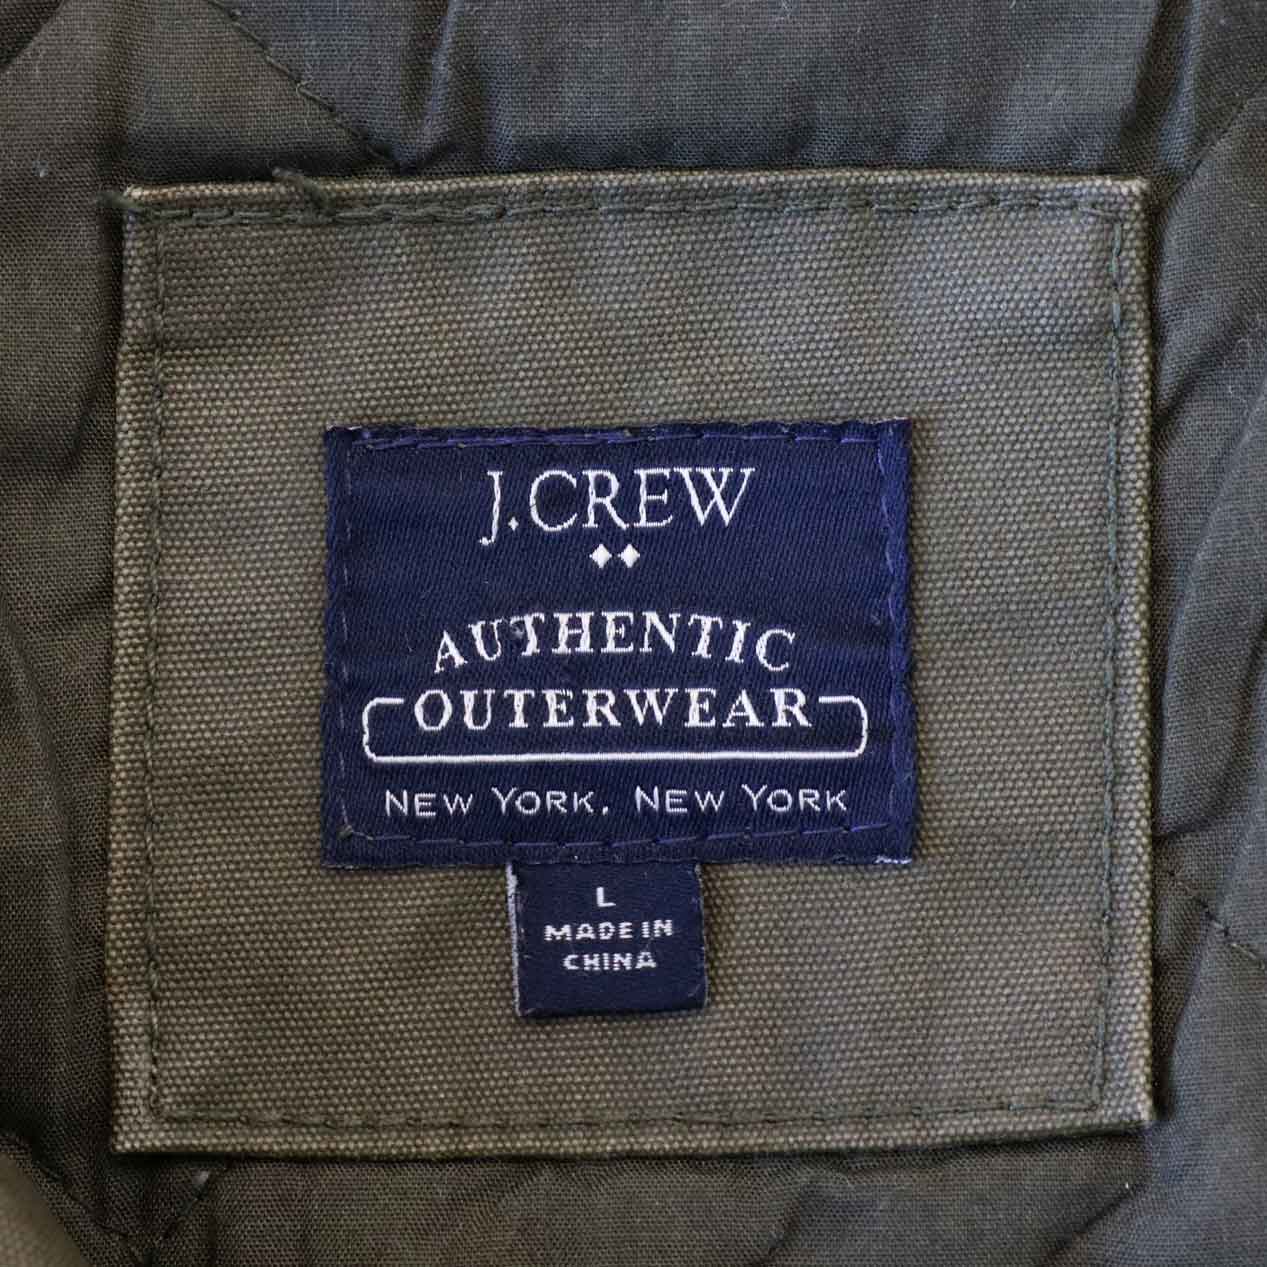 J.CREW
AUTHENTIC
OUTERWEAR
NEW YORK, NEW YORK
L
MADE IN
CHINA